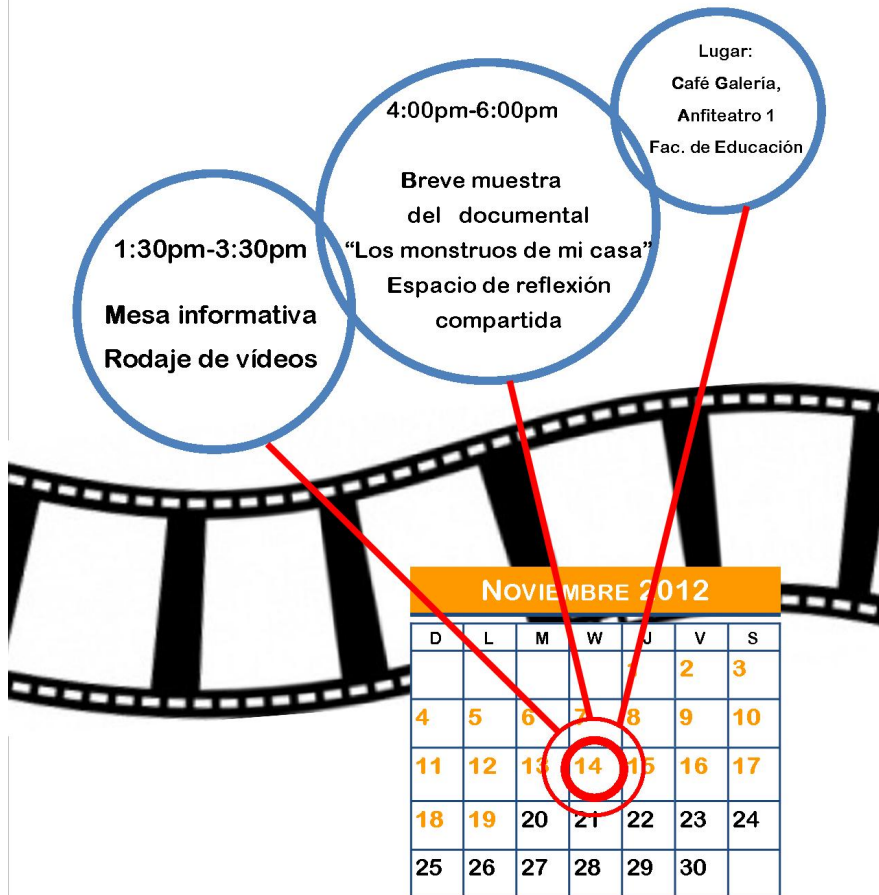 1:30pm-3:30pm
Mesa informativa
Rodaje de vídeos
4:00pm-6:00pm
Breve muestra
del documental
“Los monstruos de mi casa”
Espacio de reflexión
compartida
Lugar:
Café Galería,
Anfiteatro 1
Fac. de Educación
NOVIEMBRE 2012
D L M W J V S
1 2 3
4 5 6 7 8 9 10
11 12 13 14 15 16 17
18 19 20 21 22 23 24
25 26 27 28 29 30